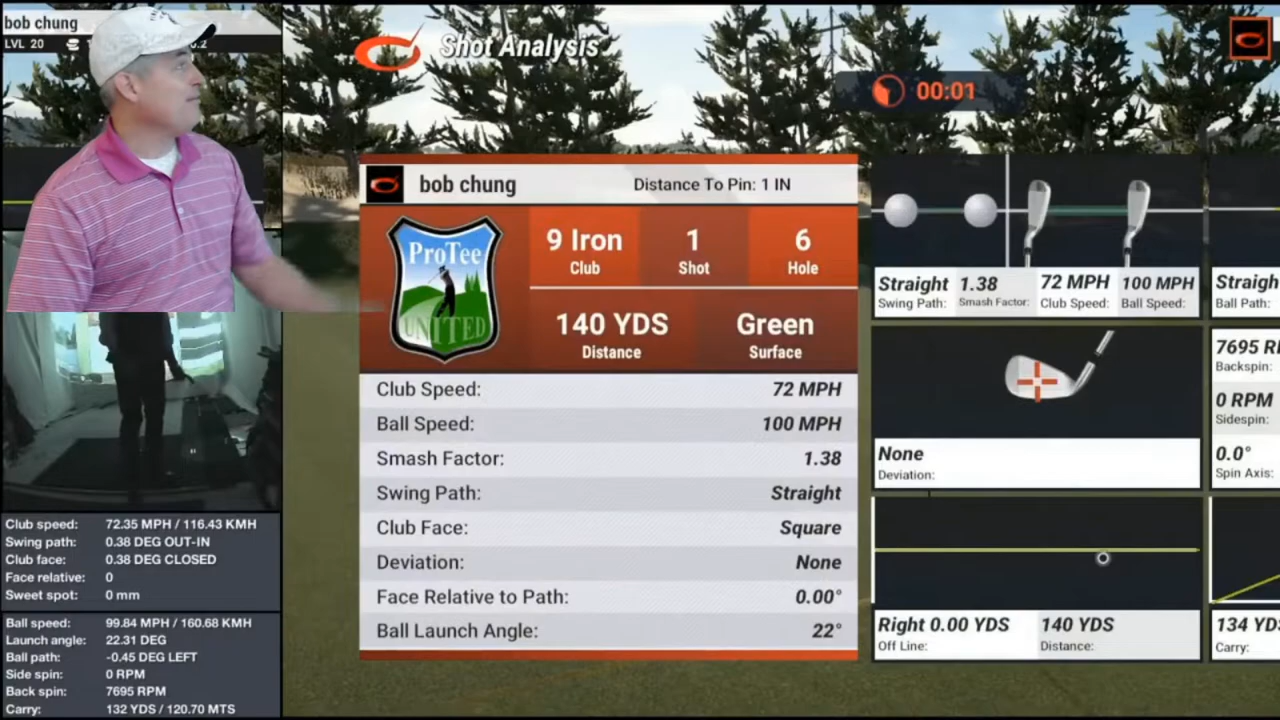 bob chung
LVL 20
Shot Analysis
00:01
bob chung
Distance To Pin: 1 IN
ProTee
UNITED
9 Iron
Club
1
Shot
6
Hole
140 YDS
Distance
Green
Surface
Club Speed: 72 MPH
Ball Speed: 100 MPH
Smash Factor: 1.38
Swing Path: Straight
Club Face: Square
Deviation: None
Face Relative to Path: 0.00°
Ball Launch Angle: 22°
Straight 1.38 72 MPH 100 MPH
Swing Path: Smash Factor: Club Speed: Ball Speed:
Straigh
Ball Path:
None
Deviation:
7695 R
Backspin:
0 RPM
Sidespin:
0.0°
Spin Axis:
Right 0.00 YDS 140 YDS
Off Line: Distance:
134 YD
Carry:
Club speed: 72.35 MPH / 116.43 KMH
Swing path: 0.38 DEG OUT-IN
Club face: 0.38 DEG CLOSED
Face relative: 0
Sweet spot: 0 mm
Ball speed: 99.84 MPH / 160.68 KMH
Launch angle: 22.31 DEG
Ball path: -0.45 DEG LEFT
Side spin: 0 RPM
Back spin: 7695 RPM
Carry: 132 YDS / 120.70 MTS